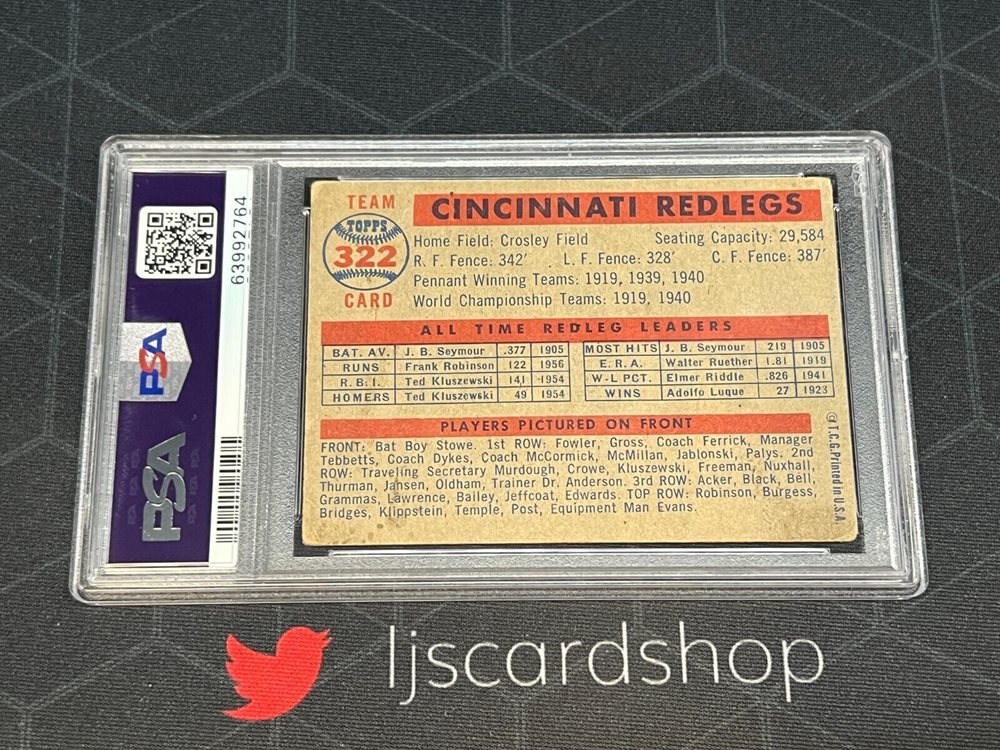 63992764
PSA
PSA
TEAM
TOPPS
322
CARD
CINCINNATI REDLEGS
Home Field: Crosley Field Seating Capacity: 29,584
R. F. Fence: 342' L. F. Fence: 328' C. F. Fence: 387'
Pennant Winning Teams: 1919, 1939, 1940
World Championship Teams: 1919, 1940
ALL TIME REDLEG LEADERS
BAT. AV. J. B. Seymour .377 1905 MOST HITS J. B. Seymour 219 1905
RUNS Frank Robinson 122 1956 E.R.A. Walter Ruether 1.81 1919
R.B.I. Ted Kluszewski 141 1954 W-L PCT. Elmer Riddle .826 1941
HOMERS Ted Kluszewski 49 1954 WINS Adolfo Luque 27 1923
PLAYERS PICTURED ON FRONT
FRONT: Bat Boy Stowe. 1st ROW: Fowler, Gross, Coach Ferrick, Manager
Tebbetts, Coach Dykes, Coach McCormick, McMillan, Jablonski, Palys. 2nd
ROW: Traveling Secretary Murdough, Crowe, Kluszewski, Freeman, Nuxhall,
Thurman, Jansen, Oldham, Trainer Dr. Anderson. 3rd ROW: Acker, Black, Bell,
Grammas, Lawrence, Bailey, Jeffcoat, Edwards. TOP ROW: Robinson, Burgess,
Bridges, Klippstein, Temple, Post, Equipment Man Evans.
© T.C.G. Printed in U.S.A.
ljscardshop